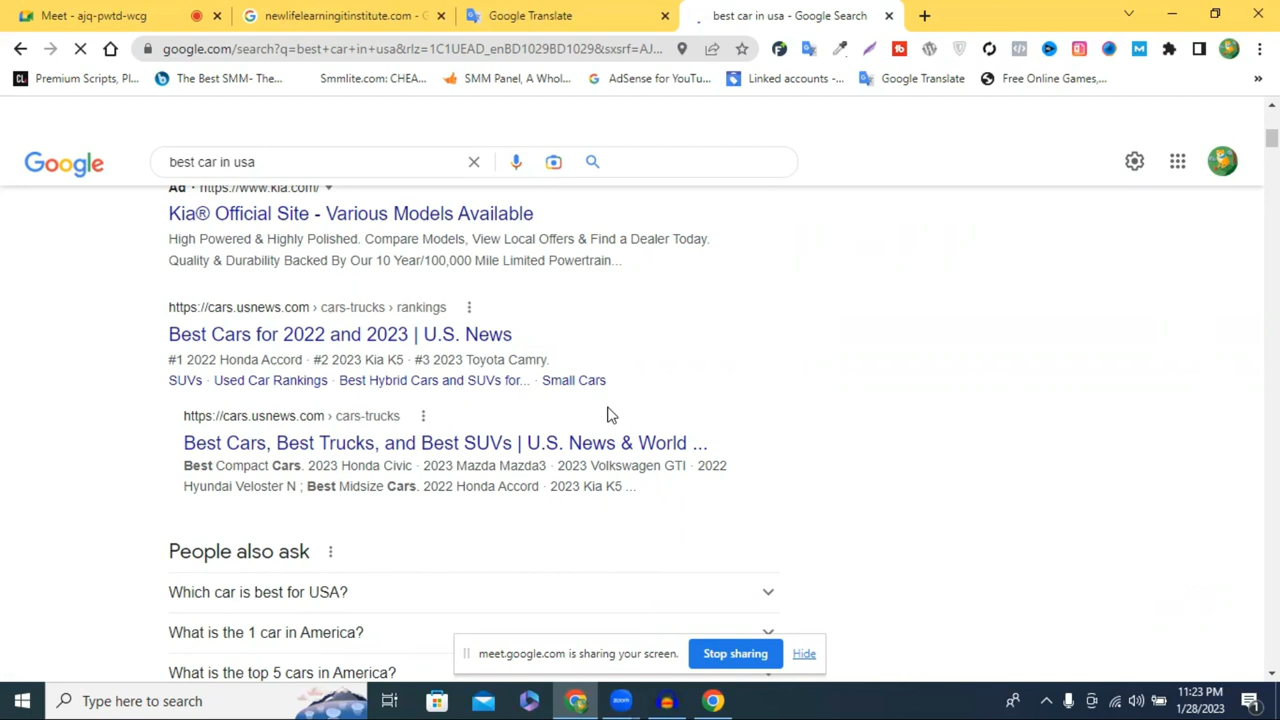 Meet - ajq-pwtd-wcg
newlifelearningitinstitute.com - G
Google Translate
best car in usa - Google Search
google.com/search?q=best+car+in+usa&rlz=1C1UEAD_enBD1029BD1029&sxsrf=AJ...
Premium Scripts, Pl...
The Best SMM- The...
Smmlite.com: CHEA...
SMM Panel, A Whol...
AdSense for YouTu...
Linked accounts -...
Google Translate
Free Online Games,...
»
Google
best car in usa
Ad · https://www.kia.com/
Kia® Official Site - Various Models Available
High Powered & Highly Polished. Compare Models, View Local Offers & Find a Dealer Today.
Quality & Durability Backed By Our 10 Year/100,000 Mile Limited Powertrain...
https://cars.usnews.com › cars-trucks › rankings
Best Cars for 2022 and 2023 | U.S. News
#1 2022 Honda Accord · #2 2023 Kia K5 · #3 2023 Toyota Camry.
SUVs · Used Car Rankings · Best Hybrid Cars and SUVs for... · Small Cars
https://cars.usnews.com › cars-trucks
Best Cars, Best Trucks, and Best SUVs | U.S. News & World ...
Best Compact Cars. 2023 Honda Civic · 2023 Mazda Mazda3 · 2023 Volkswagen GTI · 2022
Hyundai Veloster N ; Best Midsize Cars. 2022 Honda Accord · 2023 Kia K5 ...
People also ask
Which car is best for USA?
What is the 1 car in America?
What is the top 5 cars in America?
meet.google.com is sharing your screen.
Stop sharing
Hide
Type here to search
zoom
11:23 PM
1/28/2023